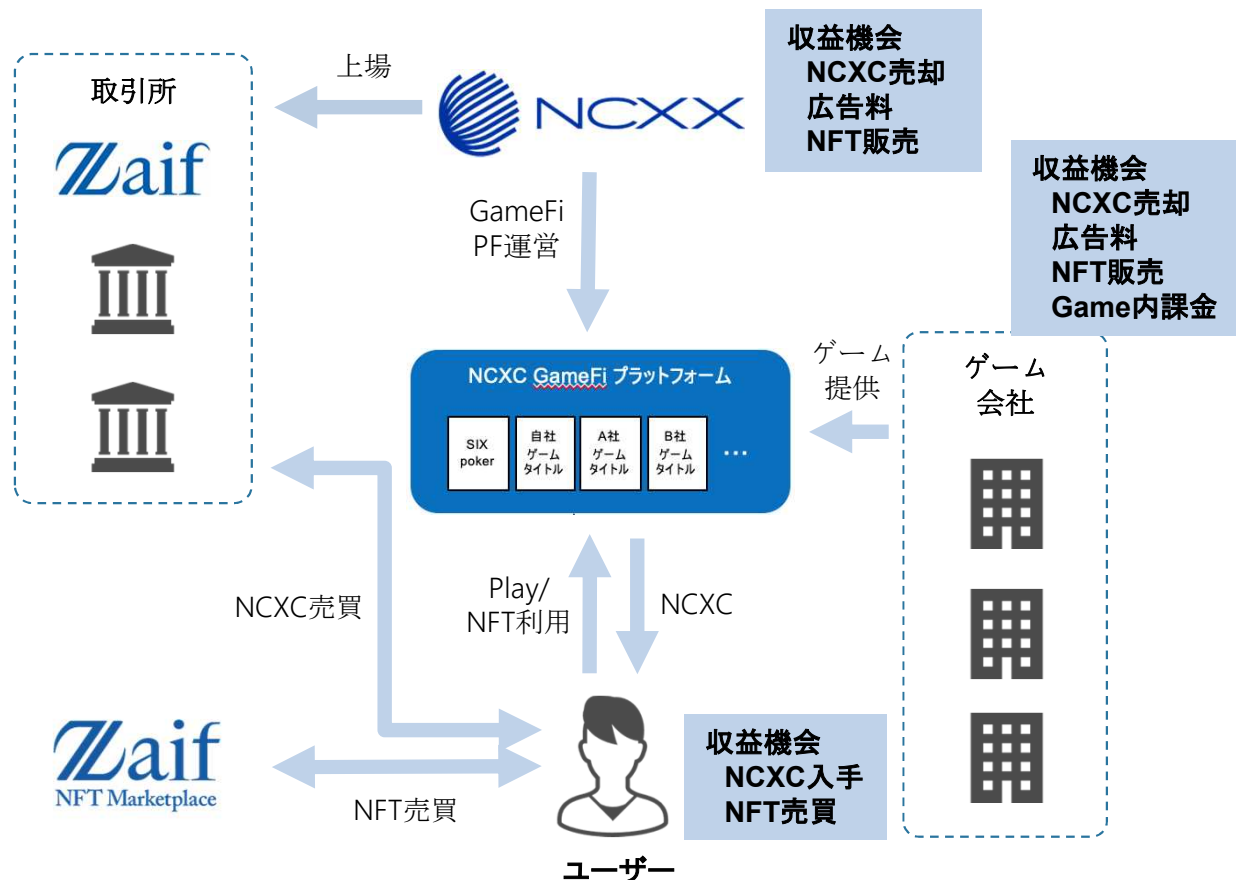 取引所
Zaif
上場
NCXX
収益機会
NCXC売却
広告料
NFT販売
収益機会
NCXC売却
広告料
NFT販売
Game内課金
GameFi
PF運営
NCXC GameFi プラットフォーム
SIX
poker
自社
ゲーム
タイトル
A社
ゲーム
タイトル
B社
ゲーム
タイトル
…
ゲーム
提供
ゲーム
会社
NCXC売買
Play/
NFT利用
NCXC
Zaif
NFT Marketplace
NFT売買
収益機会
NCXC入手
NFT売買
ユーザー